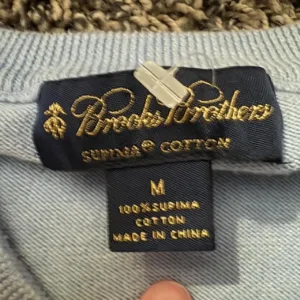 Brooks Brothers
SUPIMA® COTTON
M
100% SUPIMA
COTTON
MADE IN CHINA